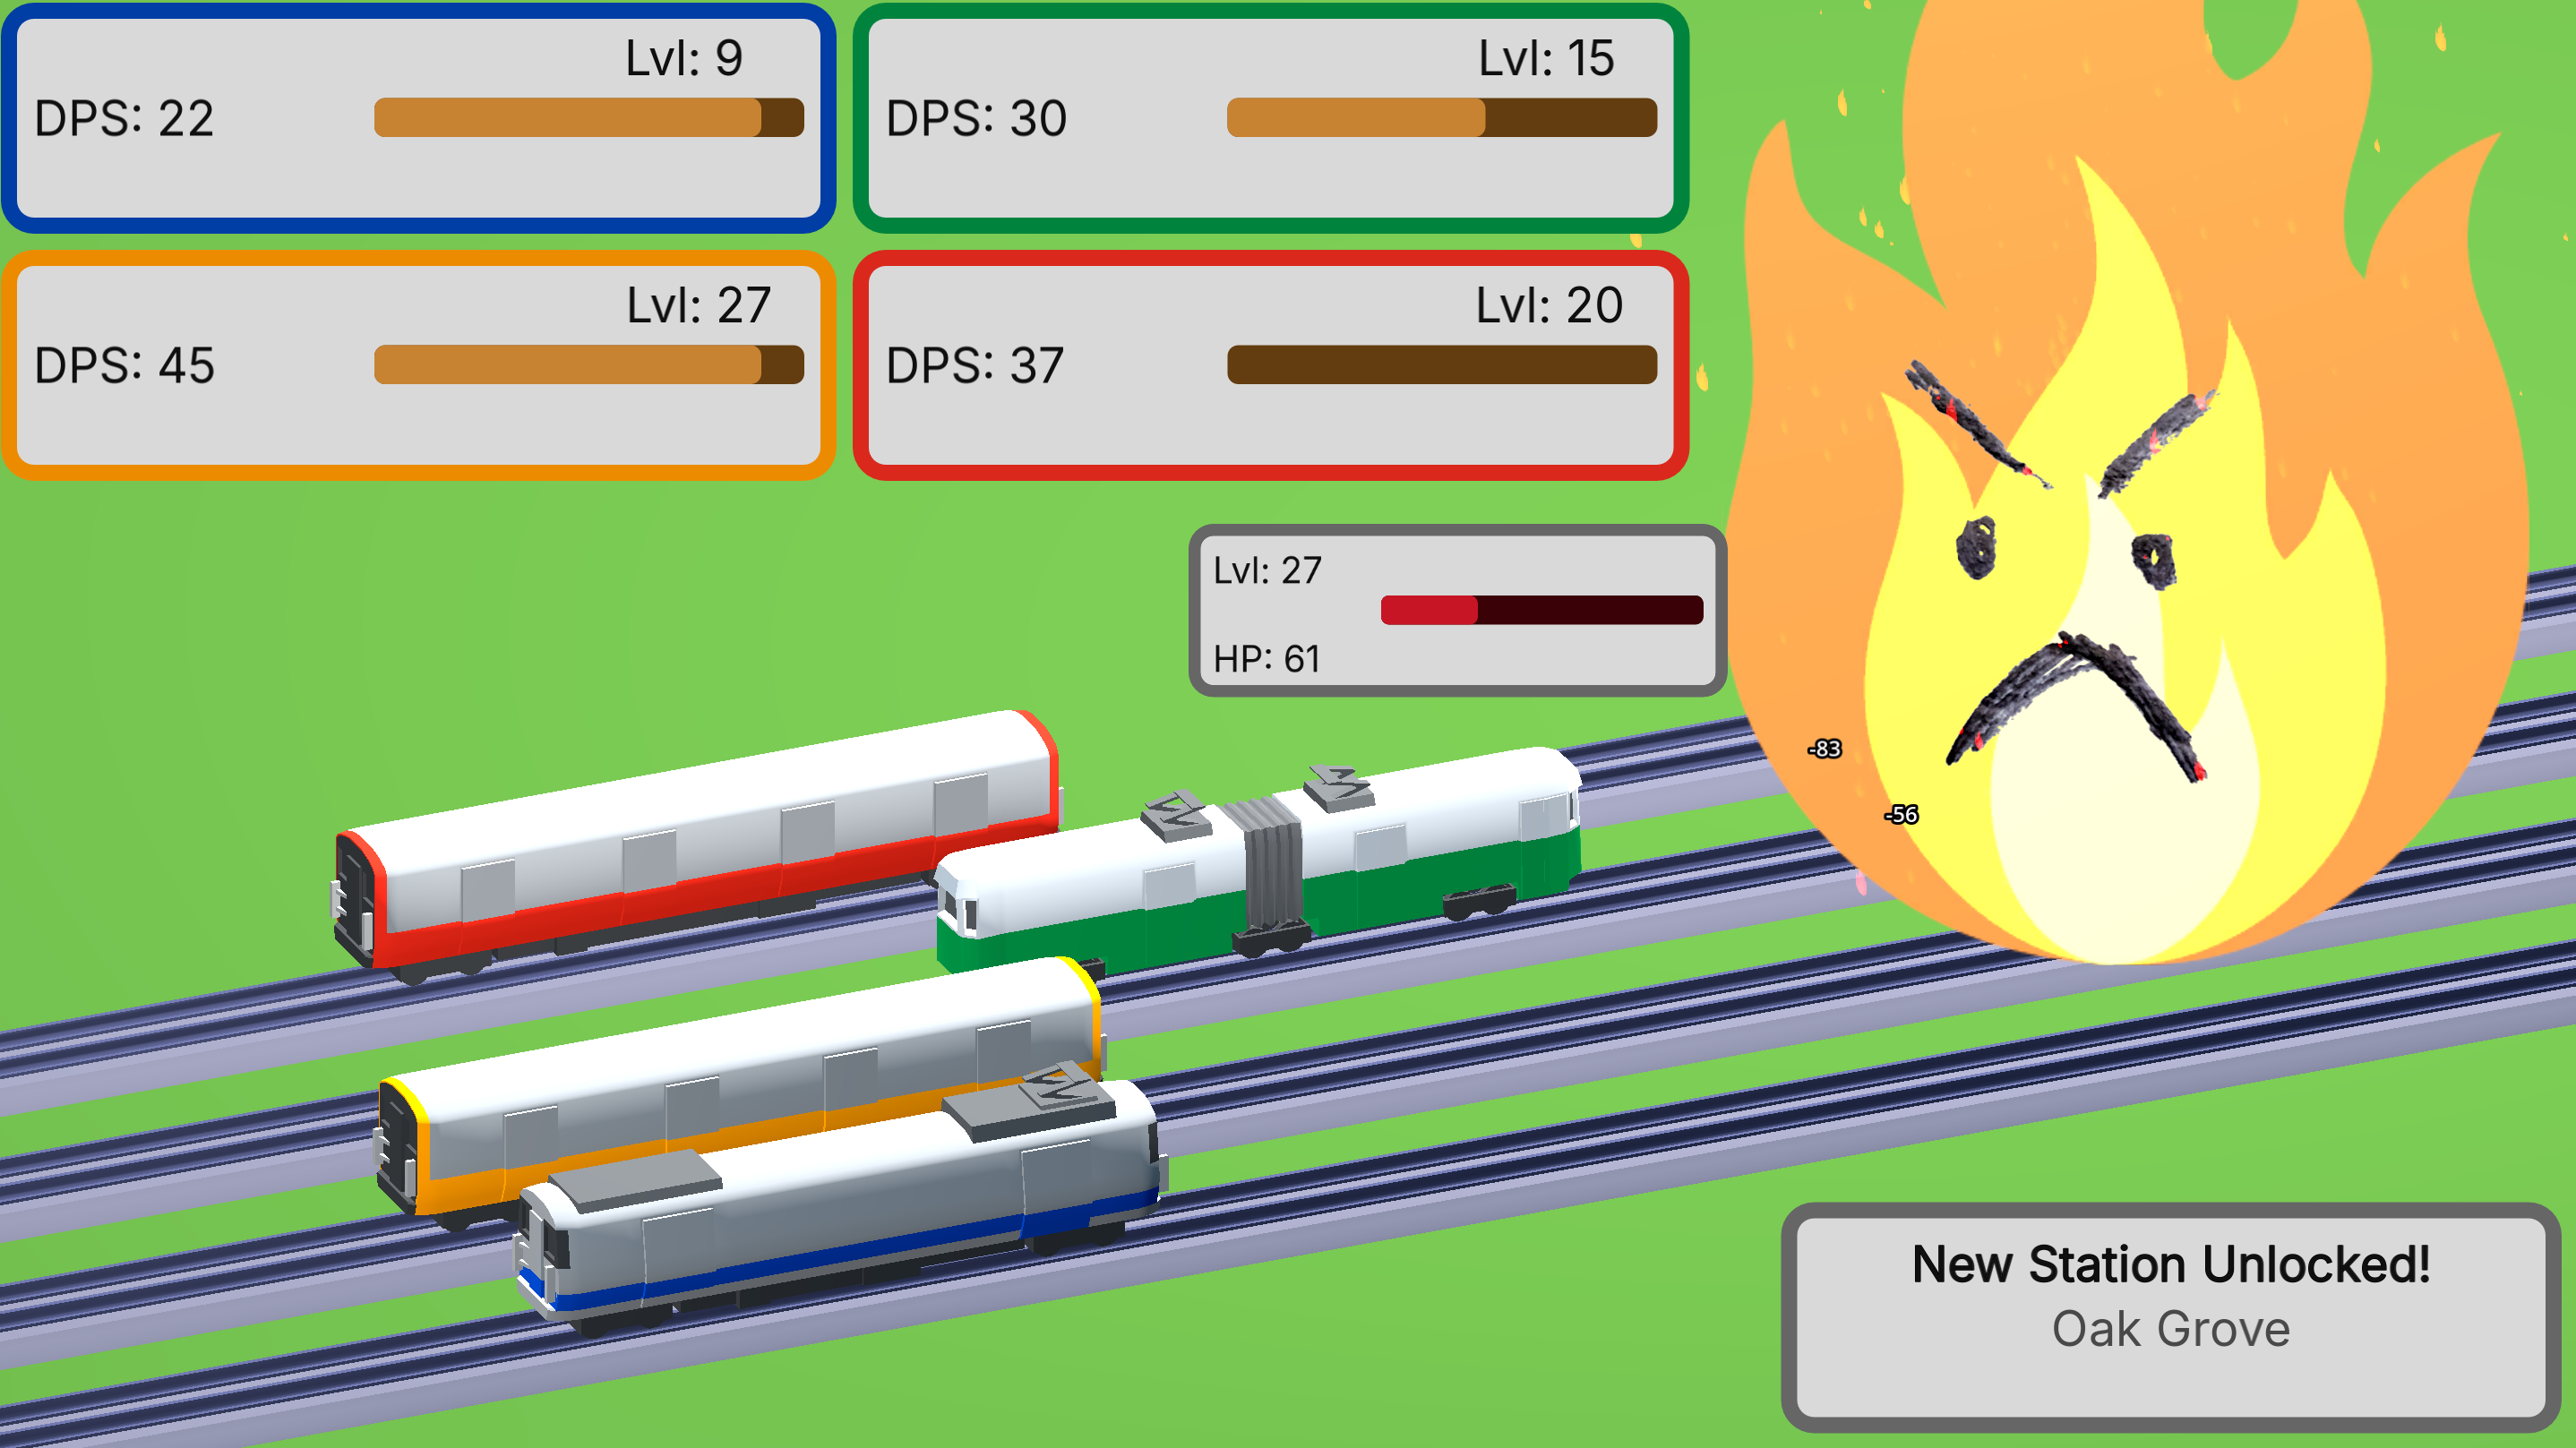 Lvl: 9
DPS: 22
Lvl: 15
DPS: 30
Lvl: 27
DPS: 45
Lvl: 20
DPS: 37
Lvl: 27
HP: 61
-83
-56
New Station Unlocked!
Oak Grove